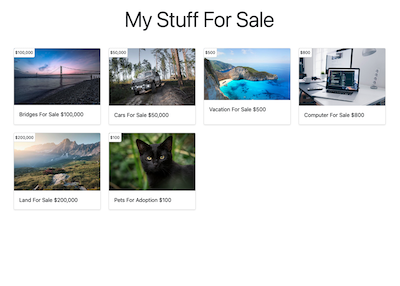 My Stuff For Sale
$100,000
$50,000
$500
$800
Bridges For Sale $100,000
Cars For Sale $50,000
Vacation For Sale $500
Computer For Sale $800
$200,000
$100
Land For Sale $200,000
Pets For Adoption $100